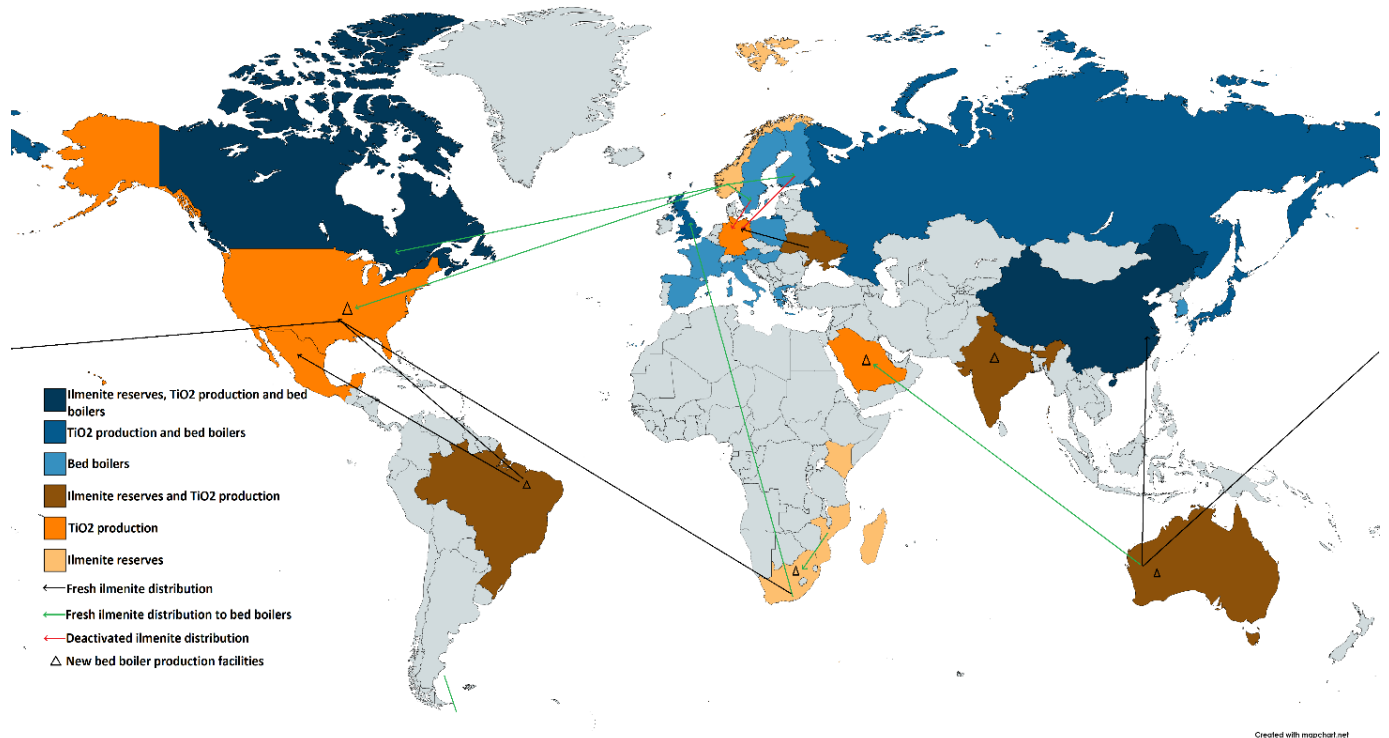 Ilmenite reserves, TiO2 production and bed
boilers
TiO2 production and bed boilers
Bed boilers
Ilmenite reserves and TiO2 production
TiO2 production
Ilmenite reserves
Fresh ilmenite distribution
Fresh ilmenite distribution to bed boilers
Deactivated ilmenite distribution
New bed boiler production facilities
Created with mapchart.net